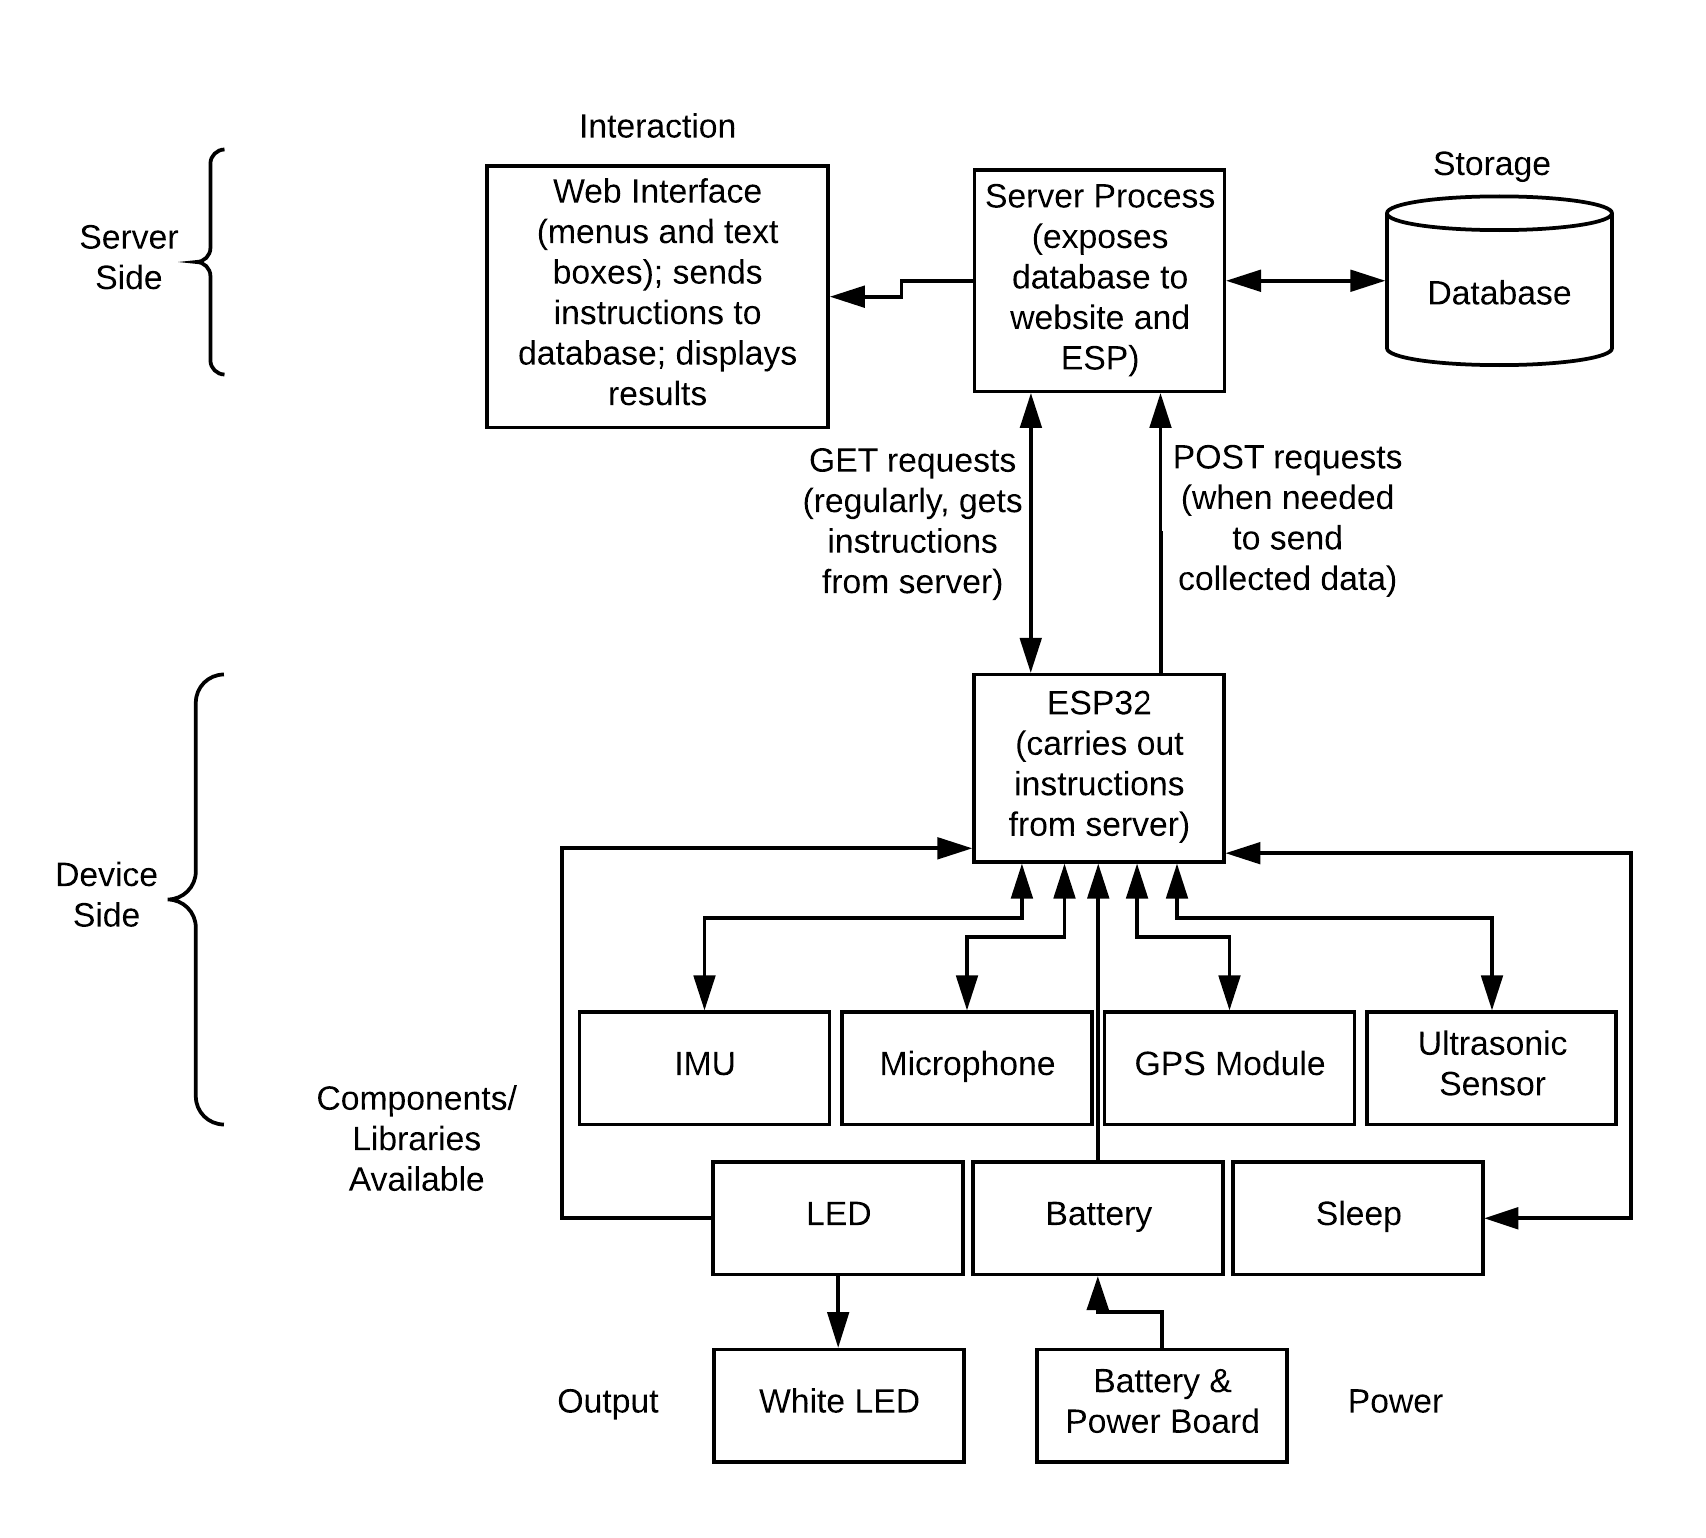 Interaction
Web Interface
(menus and text
boxes); sends
instructions to
database; displays
results
Server Process
(exposes
database to
website and
ESP)
Storage
Database
Server
Side
GET requests
(regularly, gets
instructions
from server)
POST requests
(when needed
to send
collected data)
ESP32
(carries out
instructions
from server)
Device
Side
IMU
Microphone
GPS Module
Ultrasonic
Sensor
Components/
Libraries
Available
LED
Battery
Sleep
Output
White LED
Battery &
Power Board
Power